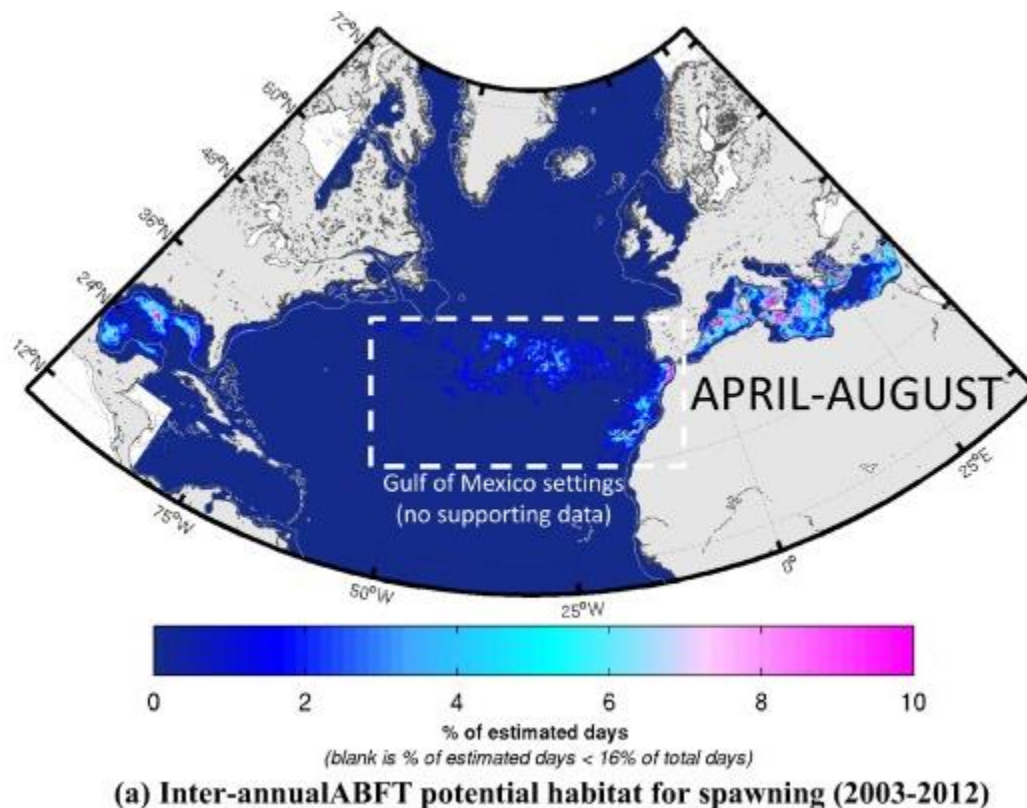 72°N
60°N
48°N
36°N
24°N
12°N
APRIL-AUGUST
Gulf of Mexico settings
(no supporting data)
75°W
50°W
25°W
0°
25°E
0 2 4 6 8 10
% of estimated days
(blank is % of estimated days < 16% of total days)
(a) Inter-annualABFT potential habitat for spawning (2003-2012)